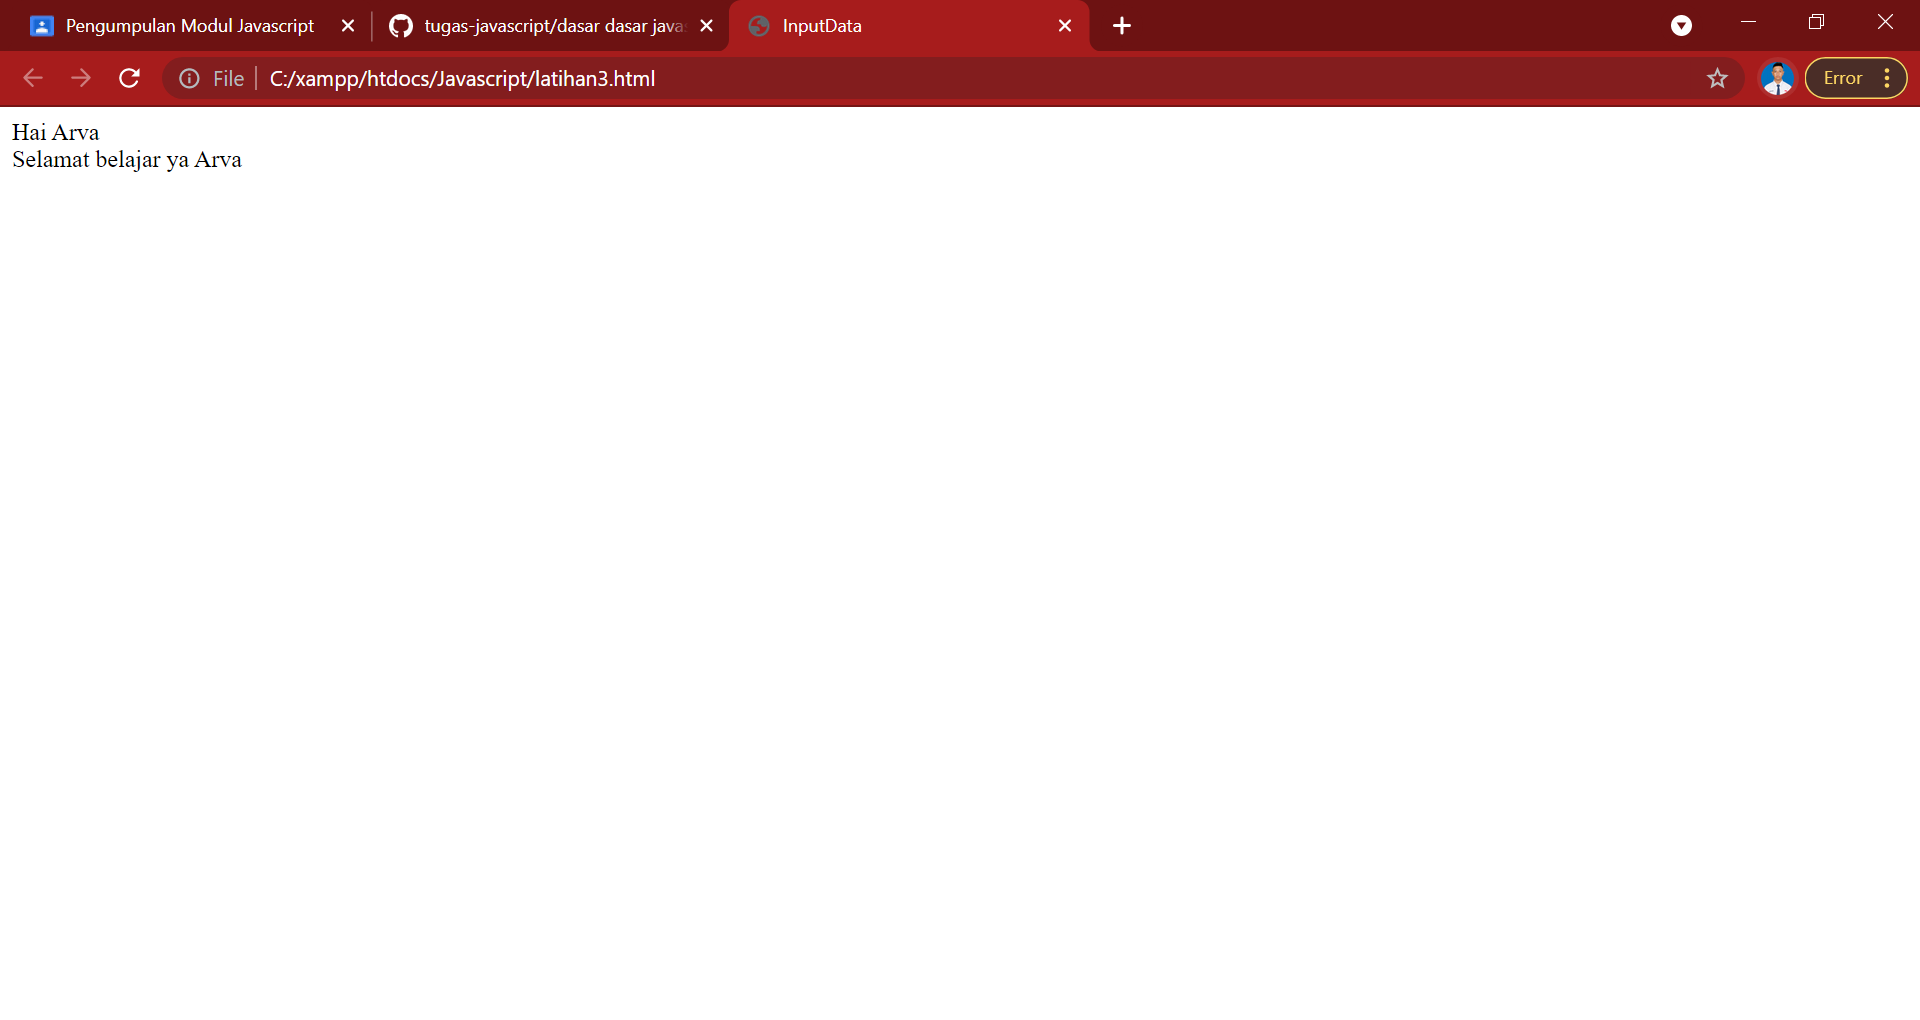 Pengumpulan Modul Javascript
tugas-javascript/dasar dasar java
InputData
File
C:/xampp/htdocs/Javascript/latihan3.html
Error
Hai Arva
Selamat belajar ya Arva